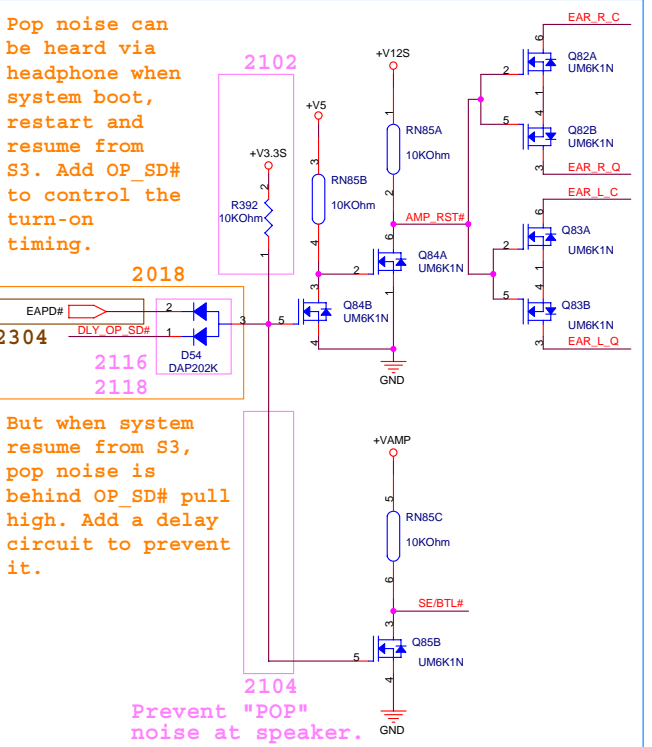 Pop noise can
be heard via
headphone when
system boot,
restart and
resume from
S3. Add OP_SD#
to control the
turn-on
timing.
2102
+V3.3S
2
R392
10KOhm
1
+V5
3
RN85B
10KOhm
4
+V12S
1
RN85A
10KOhm
2
AMP_RST#
EAR_R_C
6
Q82A
UM6K1N
2
1
4
5
Q82B
UM6K1N
3
EAR_R_Q
EAR_L_C
6
Q83A
UM6K1N
2
1
4
5
Q83B
UM6K1N
3
EAR_L_Q
6
Q84A
UM6K1N
2
1
3
5
Q84B
UM6K1N
4
GND
2018
EAPD#
2
DLY_OP_SD#
1
3
D54
DAP202K
2304
2116
2118
But when system
resume from S3,
pop noise is
behind OP_SD# pull
high. Add a delay
circuit to prevent
it.
+VAMP
5
RN85C
10KOhm
6
SE/BTL#
3
Q85B
5
UM6K1N
4
GND
2104
Prevent "POP"
noise at speaker.